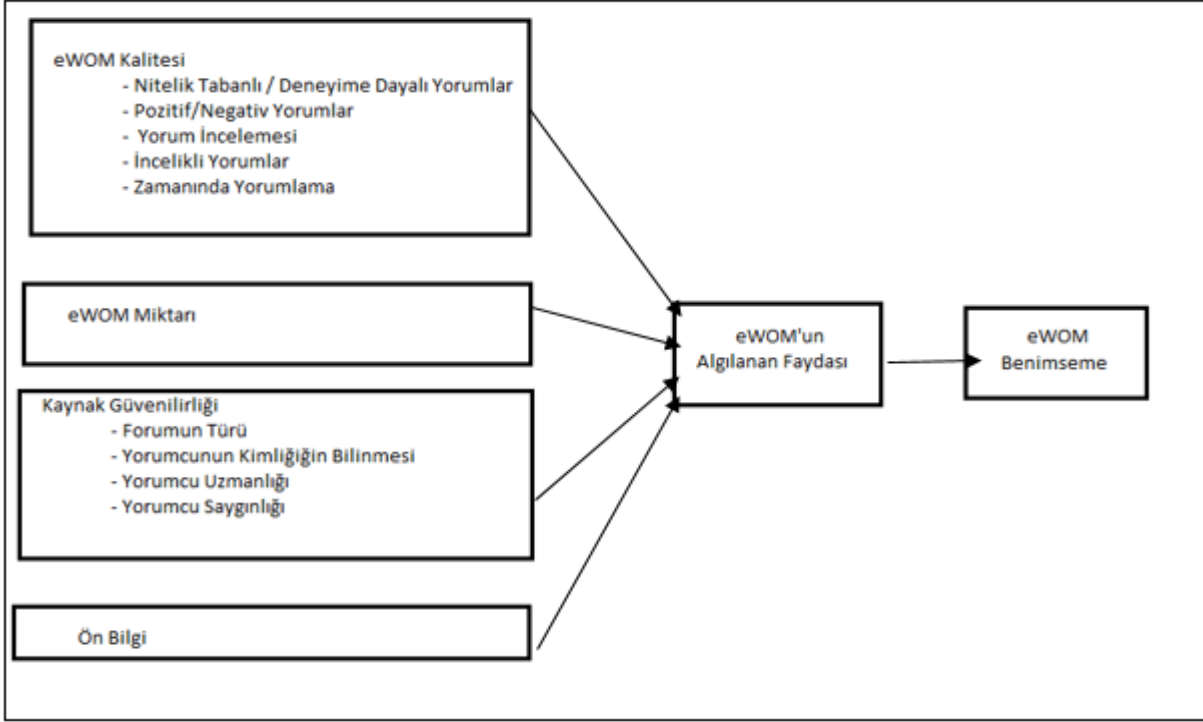 eWOM Kalitesi
- Nitelik Tabanlı / Deneyime Dayalı Yorumlar
- Pozitif/Negativ Yorumlar
- Yorum İncelemesi
- İncelikli Yorumlar
- Zamanında Yorumlama
eWOM Miktarı
Kaynak Güvenilirliği
- Forumun Türü
- Yorumcunun Kimliğiğin Bilinmesi
- Yorumcu Uzmanlığı
- Yorumcu Saygınlığı
Ön Bilgi
eWOM'un
Algılanan Faydası
eWOM
Benimseme